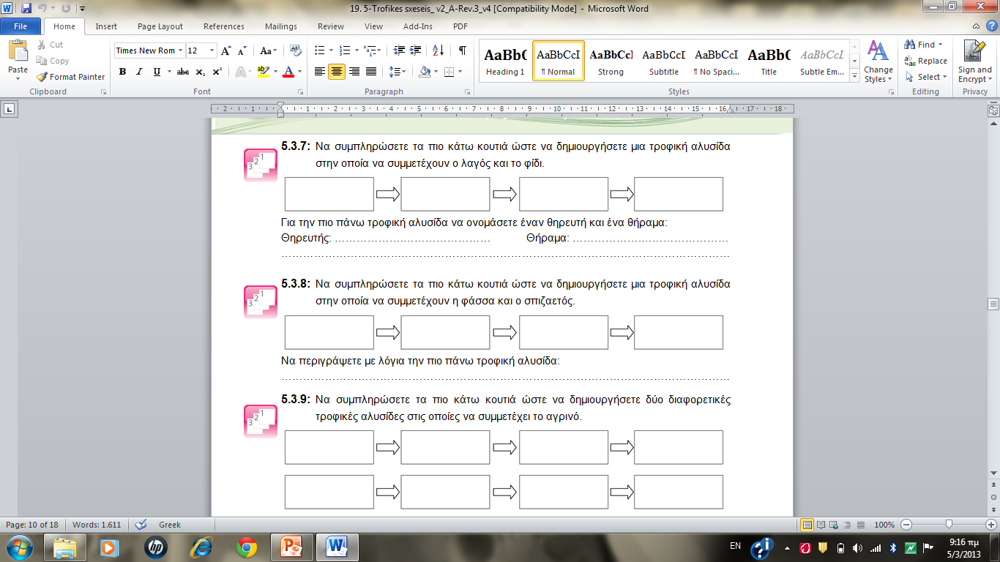 19. 5-Trofikes sxeseis_ v2_A-Rev.3_v4 [Compatibility Mode] - Microsoft Word
File Home Insert Page Layout References Mailings Review View Add-Ins PDF
Paste
Cut
Copy
Format Painter
Clipboard
Times New Rom 12
Font
Paragraph
AaBbC AaBbCcI AaBbCcl AaBbCcI AaBbCcI AaBbC AaBbCcI
Heading 1 ¶ Normal Strong Subtitle ¶ No Spaci... Title Subtle Em...
Styles
Change Styles
Find
Replace
Select
Editing
Sign and Encrypt
Privacy
5.3.7: Να συμπληρώσετε τα πιο κάτω κουτιά ώστε να δημιουργήσετε μια τροφική αλυσίδα
στην οποία να συμμετέχουν ο λαγός και το φίδι.
Για την πιο πάνω τροφική αλυσίδα να ονομάσετε έναν θηρευτή και ένα θήραμα:
Θηρευτής: …………………………………… Θήραμα: ……………………………………
……………………………………………………………………………………………………………
5.3.8: Να συμπληρώσετε τα πιο κάτω κουτιά ώστε να δημιουργήσετε μια τροφική αλυσίδα
στην οποία να συμμετέχουν η φάσσα και ο σπιζαετός.
Να περιγράψετε με λόγια την πιο πάνω τροφική αλυσίδα:
……………………………………………………………………………………………………………
5.3.9: Να συμπληρώσετε τα πιο κάτω κουτιά ώστε να δημιουργήσετε δύο διαφορετικές
τροφικές αλυσίδες στις οποίες να συμμετέχει το αγρινό.
Page: 10 of 18 Words: 1.611 Greek 100%
EN 9:16 πμ
5/3/2013